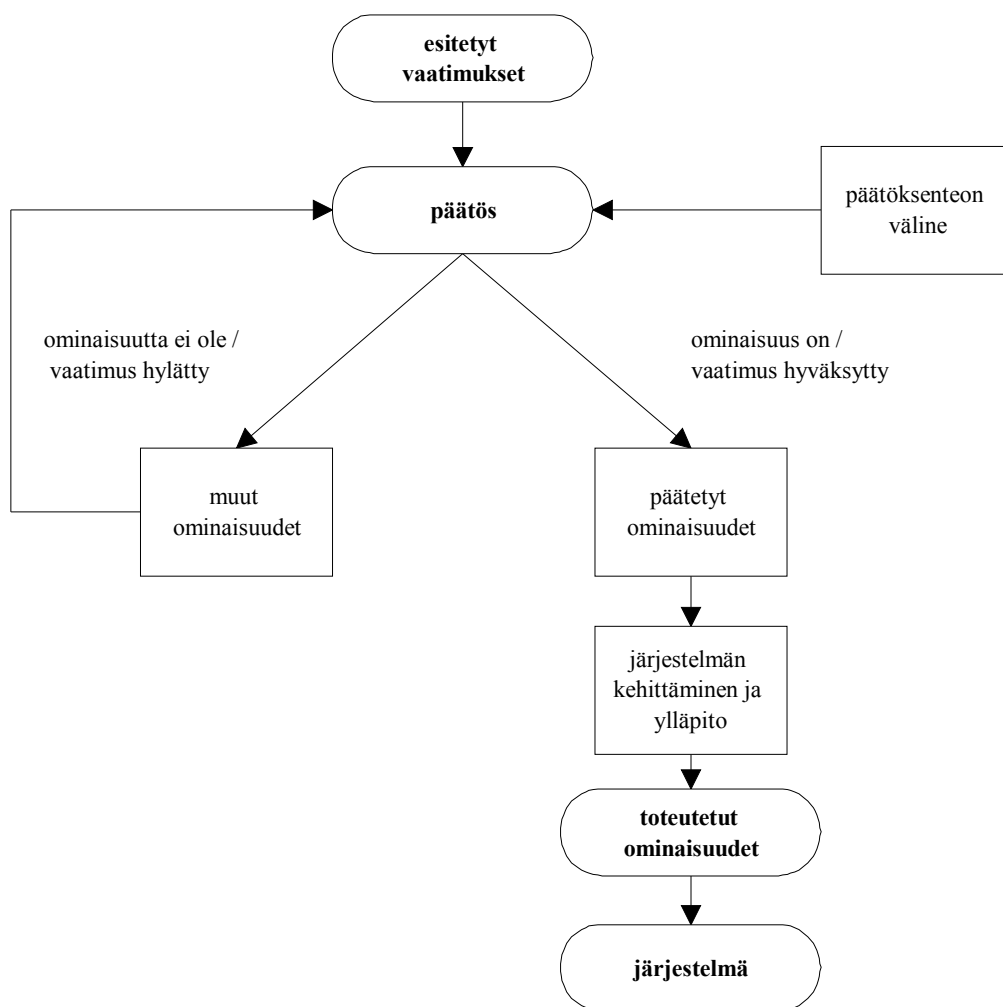 esitetyt
vaatimukset
päätös
päätöksenteon
väline
ominaisuutta ei ole /
vaatimus hylätty
ominaisuus on /
vaatimus hyväksytty
muut
ominaisuudet
päätetyt
ominaisuudet
järjestelmän
kehittäminen ja
ylläpito
toteutetut
ominaisuudet
järjestelmä